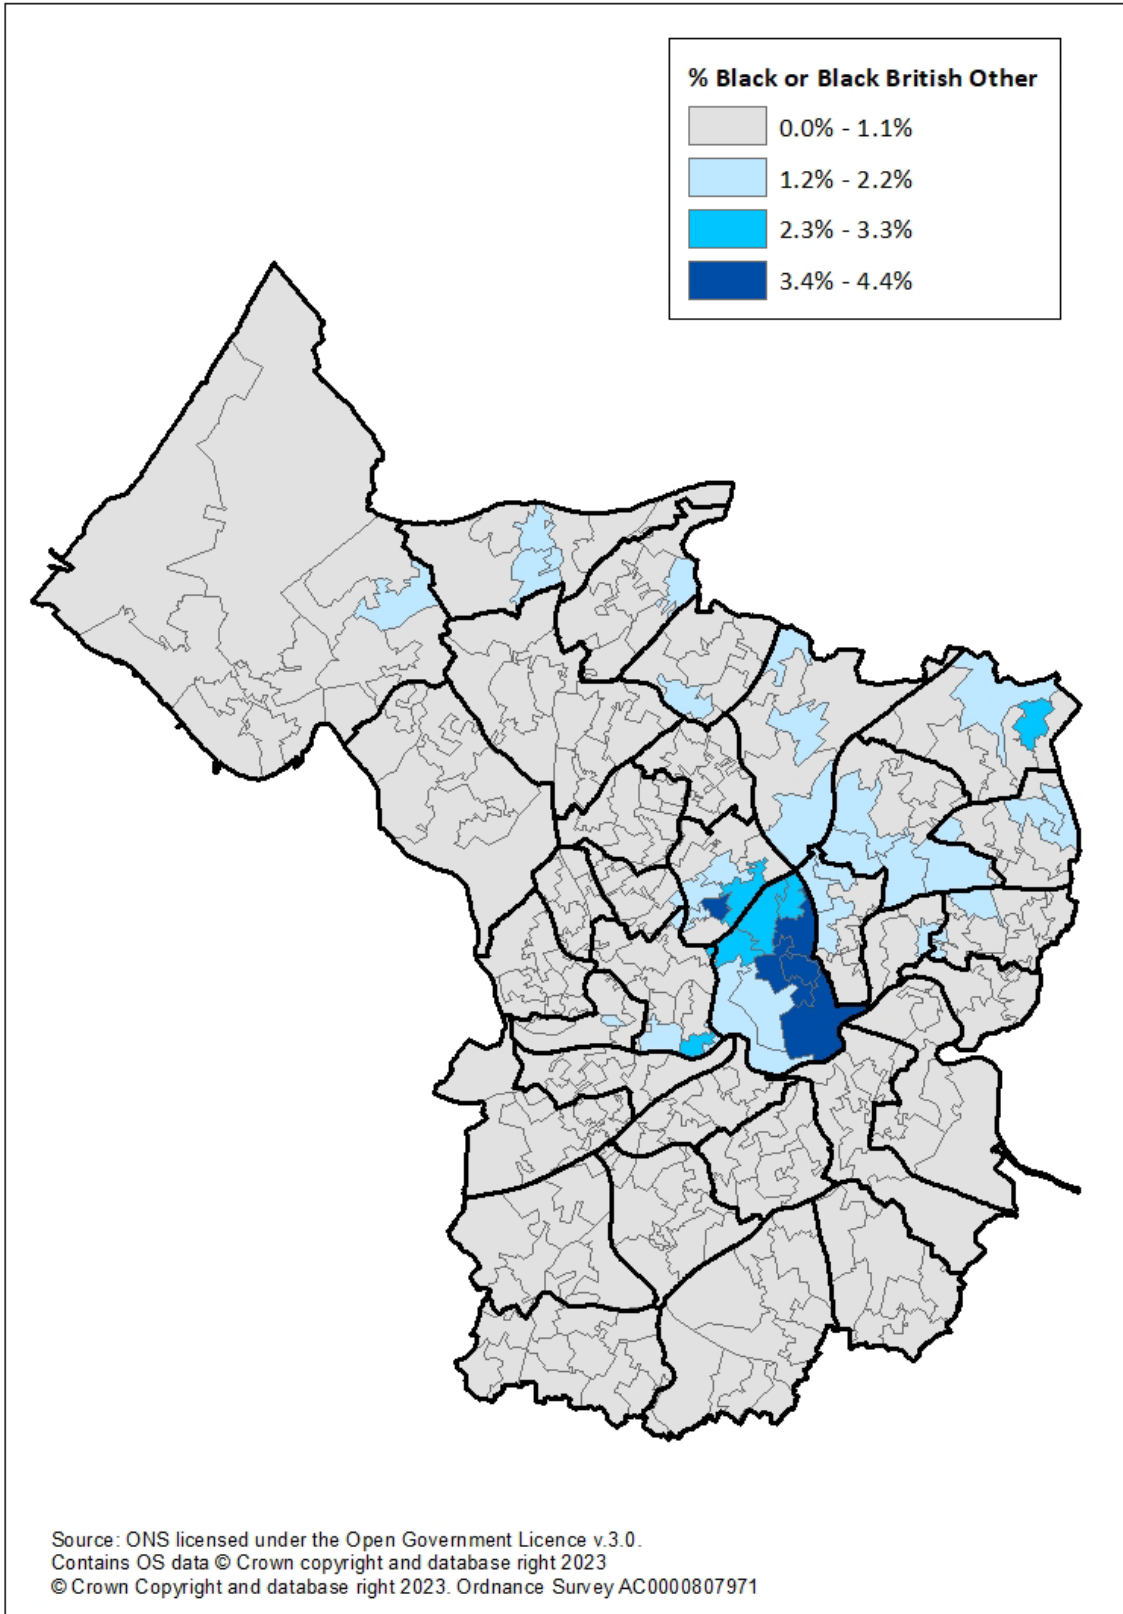 % Black or Black British Other
0.0% - 1.1%
1.2% - 2.2%
2.3% - 3.3%
3.4% - 4.4%
Source: ONS licensed under the Open Government Licence v.3.0.
Contains OS data © Crown copyright and database right 2023
© Crown Copyright and database right 2023. Ordnance Survey AC0000807971